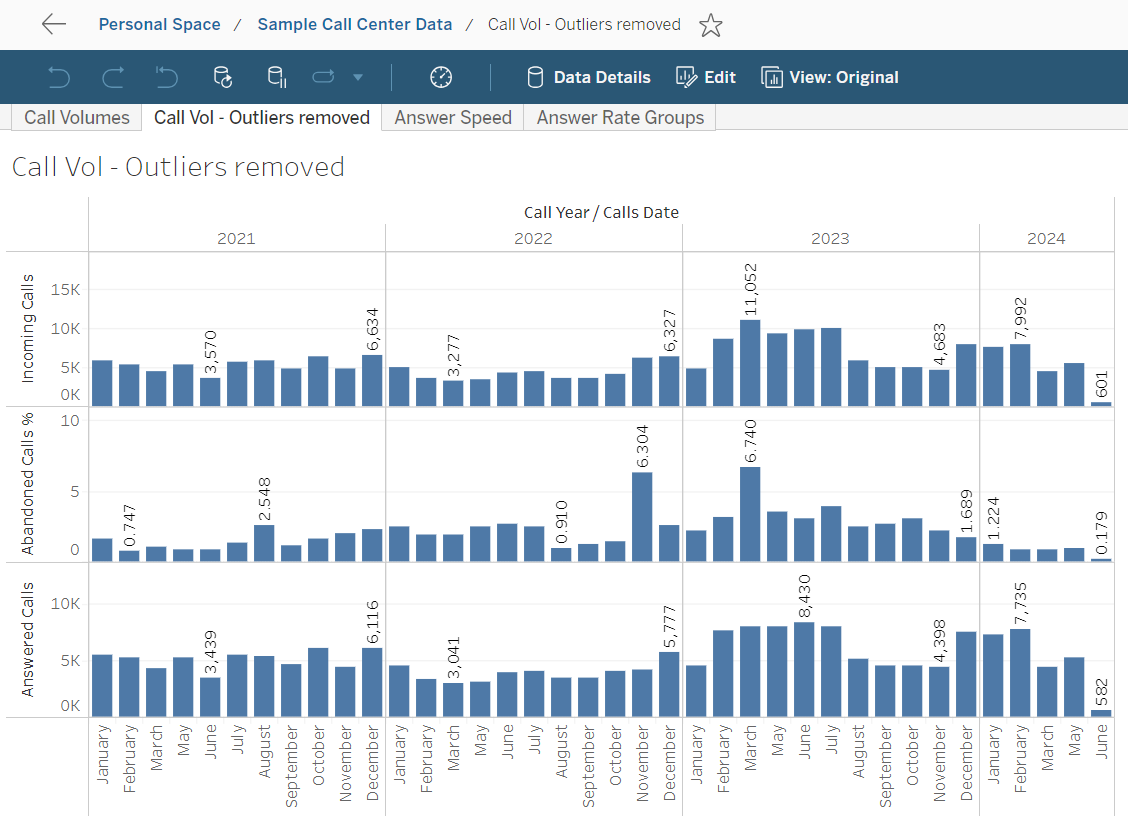 Personal Space / Sample Call Center Data / Call Vol - Outliers removed
Data Details Edit View: Original
Call Volumes Call Vol - Outliers removed Answer Speed Answer Rate Groups
Call Vol - Outliers removed
Call Year / Calls Date
2021 2022 2023 2024
Incoming Calls
15K
10K
5K
0K
3,570 6,634 3,277 6,327 11,052 4,683 7,992 601
Abandoned Calls %
10
5
0
0.747 2.548 0.910 6.304 6.740 1.689 1.224 0.179
Answered Calls
10K
5K
0K
3,439 6,116 3,041 5,777 8,430 4,398 7,735 582
January February March May June July August September October November December January February March May June July August September October November December January February March May June July August September October November December January February March May June